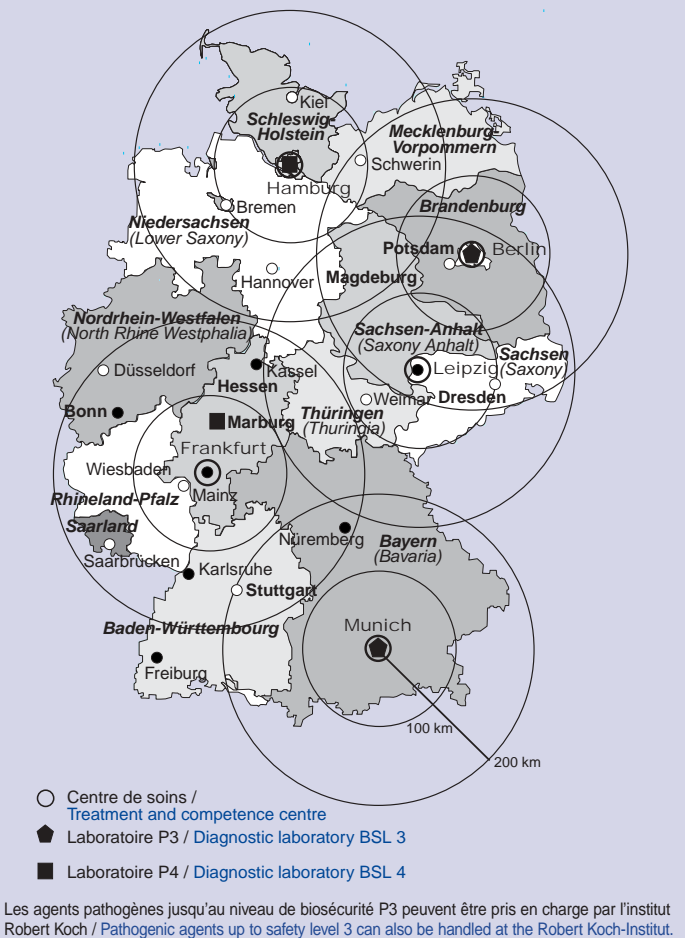 Kiel
Schleswig-
Holstein
Mecklenburg-
Vorpommern
Schwerin
Hamburg
Bremen
Brandenburg
Niedersachsen
(Lower Saxony)
Potsdam
Berlin
Hannover
Magdeburg
Nordrhein-Westfalen
(North Rhine Westphalia)
Sachsen-Anhalt
(Saxony Anhalt)
Sachsen
(Saxony)
Düsseldorf
Kassel
Leipzig
Hessen
Weimar
Dresden
Bonn
Marburg
Thüringen
(Thuringia)
Frankfurt
Wiesbaden
Mainz
Rhineland-Pfalz
Saarland
Nüremberg
Bayern
(Bavaria)
Saarbrücken
Karlsruhe
Stuttgart
Baden-Württembourg
Munich
Freiburg
100 km
200 km
Centre de soins /
Treatment and competence centre
Laboratoire P3 / Diagnostic laboratory BSL 3
Laboratoire P4 / Diagnostic laboratory BSL 4
Les agents pathogènes jusqu'au niveau de biosécurité P3 peuvent être pris en charge par l'institut
Robert Koch / Pathogenic agents up to safety level 3 can also be handled at the Robert Koch-Institut.